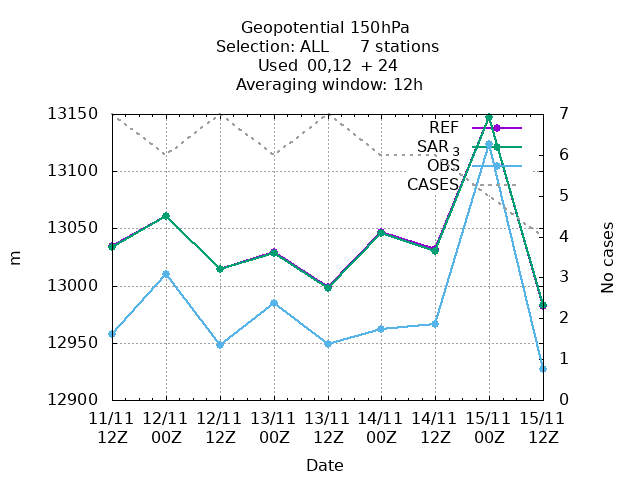 Geopotential 150hPa
Selection: ALL 7 stations
Used 00,12 + 24
Averaging window: 12h
13150
13100
13050
13000
12950
12900
m
7
6
5
4
3
2
1
0
No cases
REF
SAR 3
OBS
CASES
11/11 12/11 12/11 13/11 13/11 14/11 14/11 15/11 15/11
12Z 00Z 12Z 00Z 12Z 00Z 12Z 00Z 12Z
Date